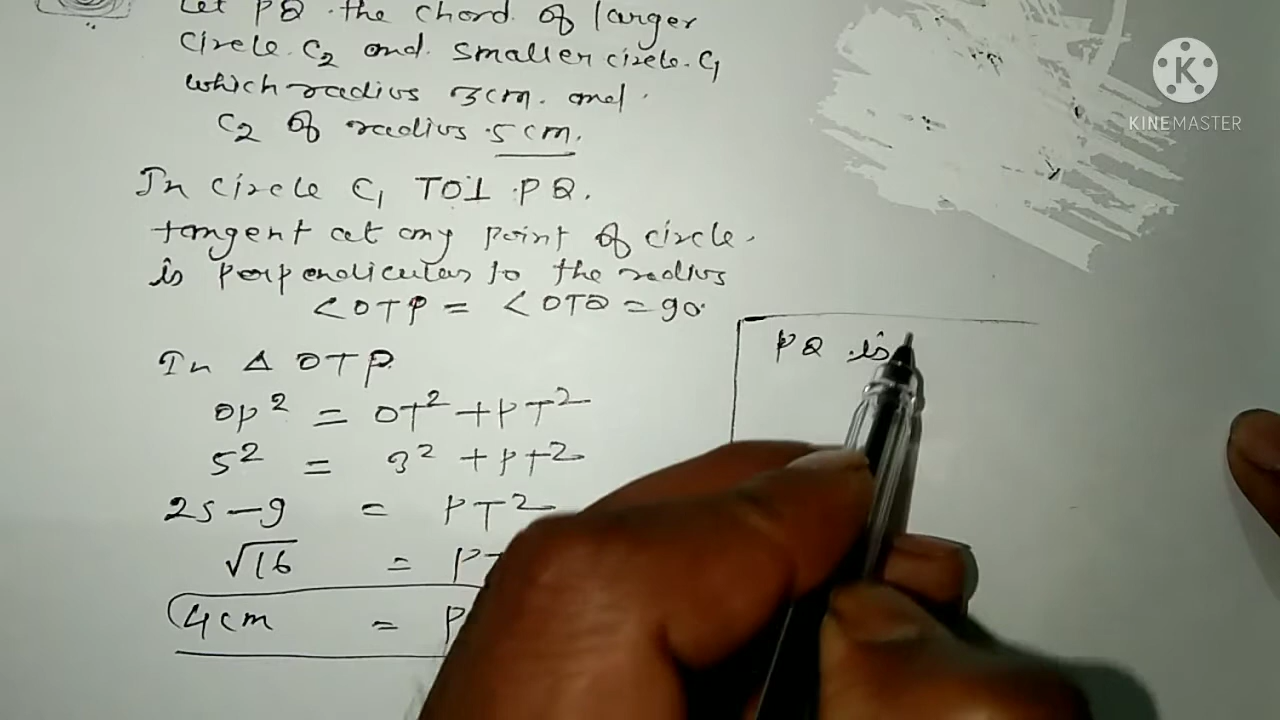 Let PQ the chord of larger
circle C2 and smaller circle C1
which radius 3cm. and
C2 of radius 5cm.
In circle C1 TO⊥ PQ.
tangent at any point of circle.
is perpendicular to the radius
<OTP = <OTQ = 90
In Δ OTP
OP² = OT² + PT²
5² = 3² + PT²
25 - 9 = PT²
√16 =
4cm =
PQ is
K
KINEMASTER